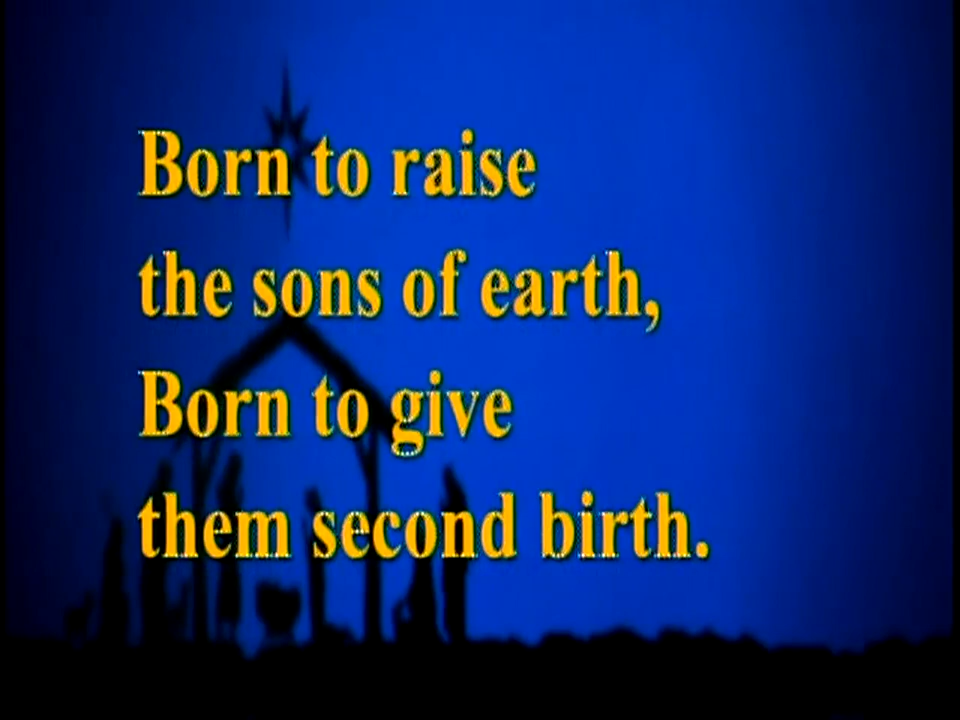 Born to raise
the sons of earth,
Born to give
them second birth.